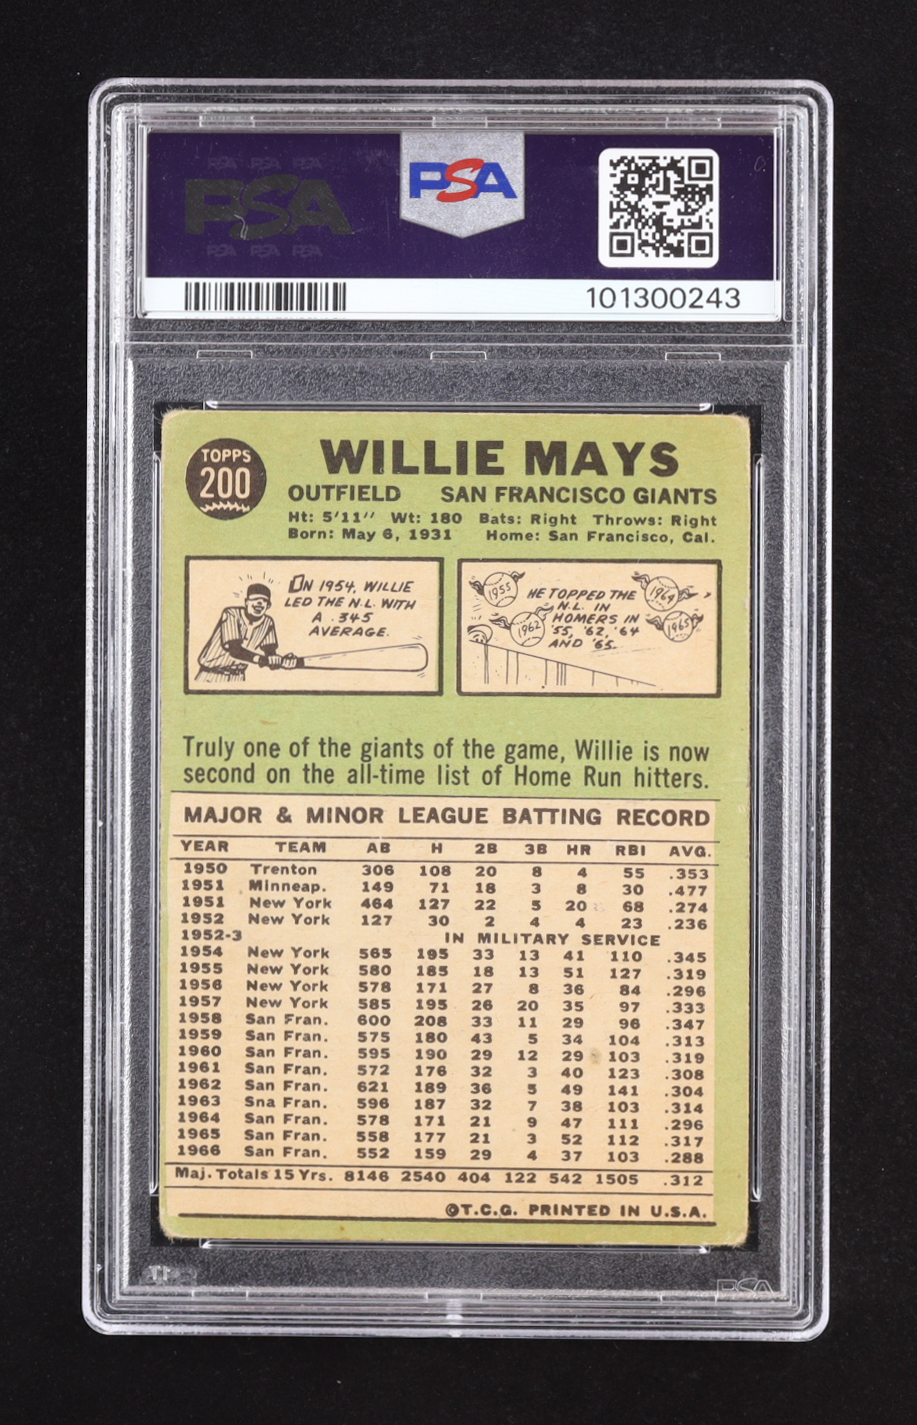 PSA PSA PSA
PSA
PSA PSA PSA
PSA
101300243
TOPPS
200
WILLIE MAYS
OUTFIELD SAN FRANCISCO GIANTS
Ht: 5'11" Wt: 180 Bats: Right Throws: Right
Born: May 6, 1931 Home: San Francisco, Cal.
ON 1954, WILLIE
LED THE N.L. WITH
A .345
AVERAGE.
1955
1962
HE TOPPED THE
N.L. IN
HOMERS IN
'55, '62, '64
AND '65.
1964
1965
Truly one of the giants of the game, Willie is now
second on the all-time list of Home Run hitters.
MAJOR & MINOR LEAGUE BATTING RECORD
YEAR TEAM AB H 2B 3B HR RBI AVG.
1950 Trenton 306 108 20 8 4 55 .353
1951 Minneap. 149 71 18 3 8 30 .477
1951 New York 464 127 22 5 20 68 .274
1952 New York 127 30 2 4 4 23 .236
1952-3 IN MILITARY SERVICE
1954 New York 565 195 33 13 41 110 .345
1955 New York 580 185 18 13 51 127 .319
1956 New York 578 171 27 8 36 84 .296
1957 New York 585 195 26 20 35 97 .333
1958 San Fran. 600 208 33 11 29 96 .347
1959 San Fran. 575 180 43 5 34 104 .313
1960 San Fran. 595 190 29 12 29 103 .319
1961 San Fran. 572 176 32 3 40 123 .308
1962 San Fran. 621 189 36 5 49 141 .304
1963 Sna Fran. 596 187 32 7 38 103 .314
1964 San Fran. 578 171 21 9 47 111 .296
1965 San Fran. 558 177 21 3 52 112 .317
1966 San Fran. 552 159 29 4 37 103 .288
Maj. Totals 15 Yrs. 8146 2540 404 122 542 1505 .312
©T.C.G. PRINTED IN U.S.A.
PSA